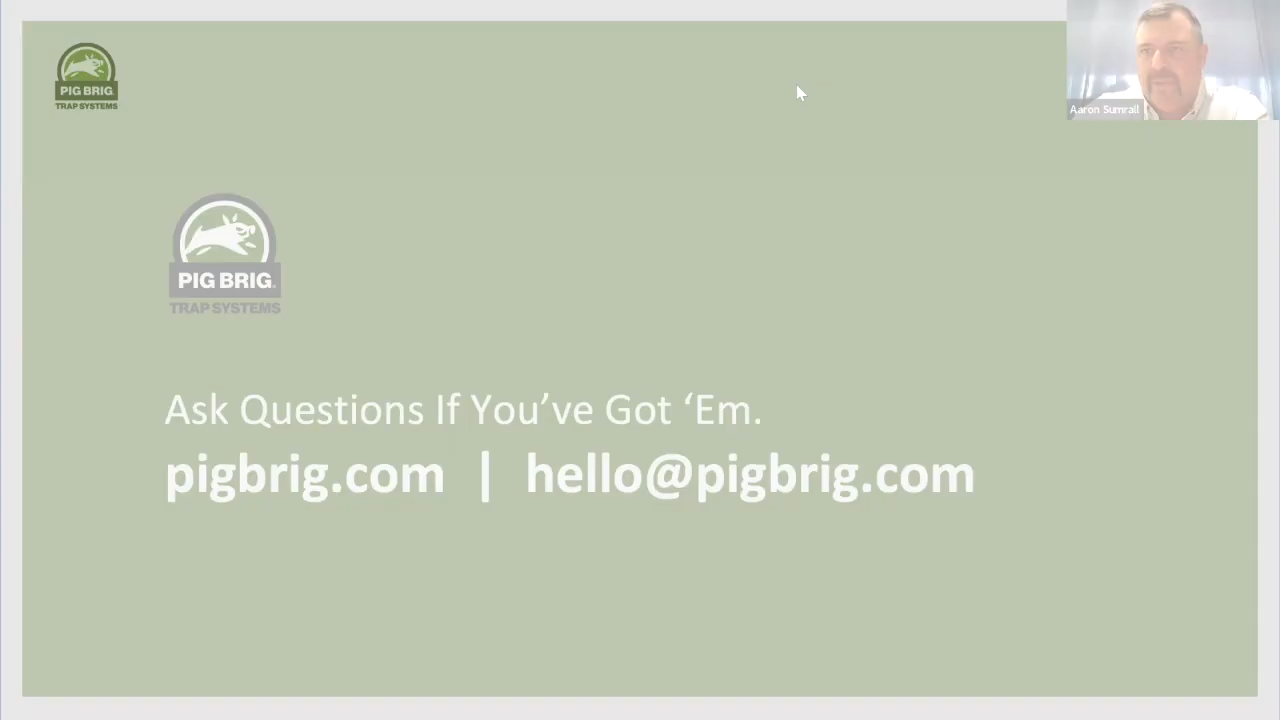 PIG BRIG
TRAP SYSTEMS
Aaron Sumrall
PIG BRIG.
TRAP SYSTEMS
Ask Questions If You’ve Got ‘Em.
pigbrig.com | hello@pigbrig.com